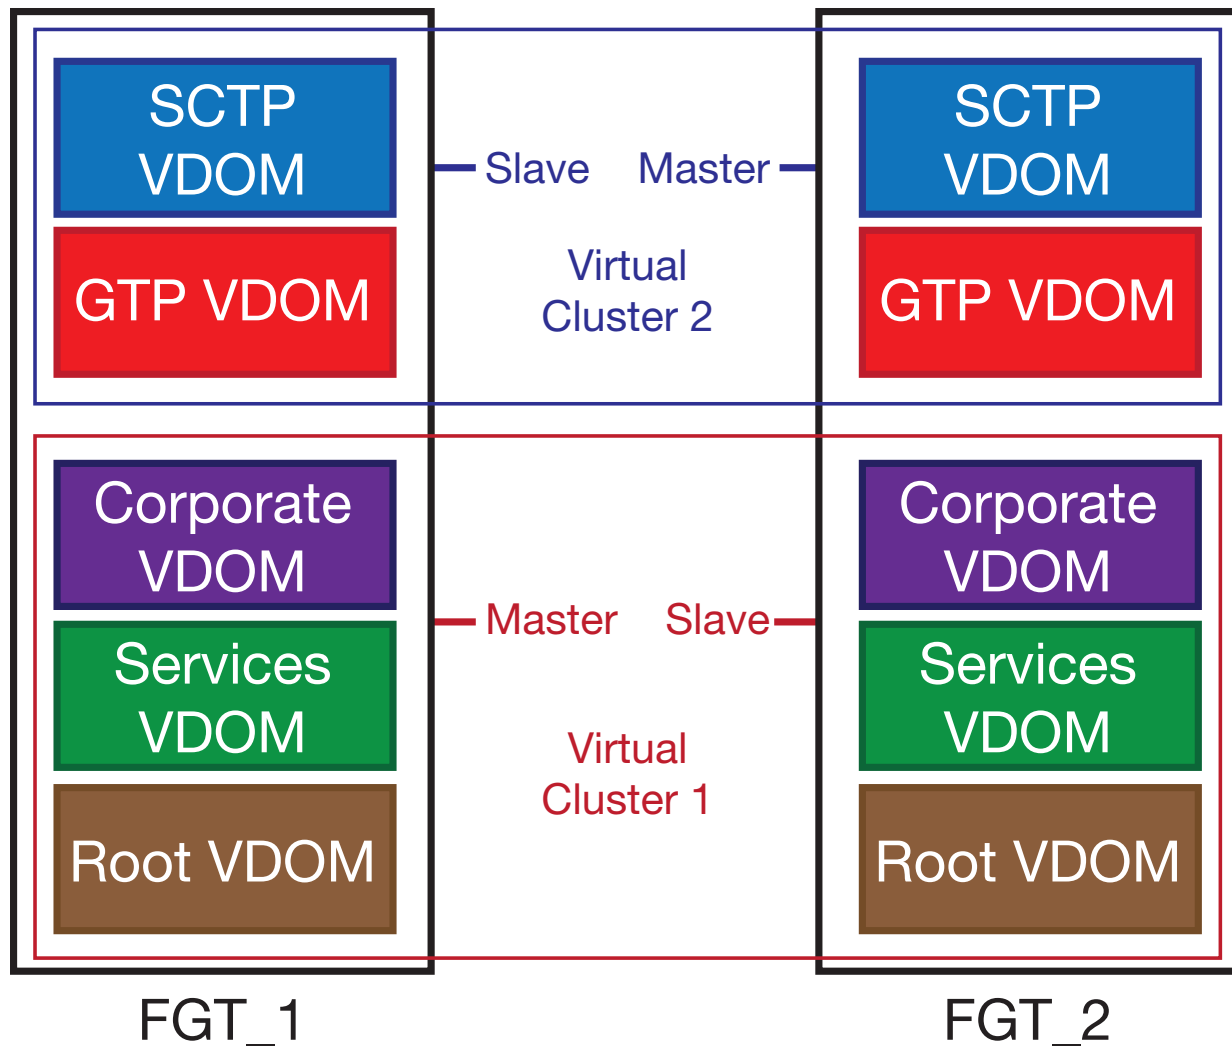 SCTP
VDOM
GTP VDOM
Slave Master
Virtual
Cluster 2
SCTP
VDOM
GTP VDOM
Corporate
VDOM
Services
VDOM
Root VDOM
Master Slave
Virtual
Cluster 1
Corporate
VDOM
Services
VDOM
Root VDOM
FGT_1
FGT_2